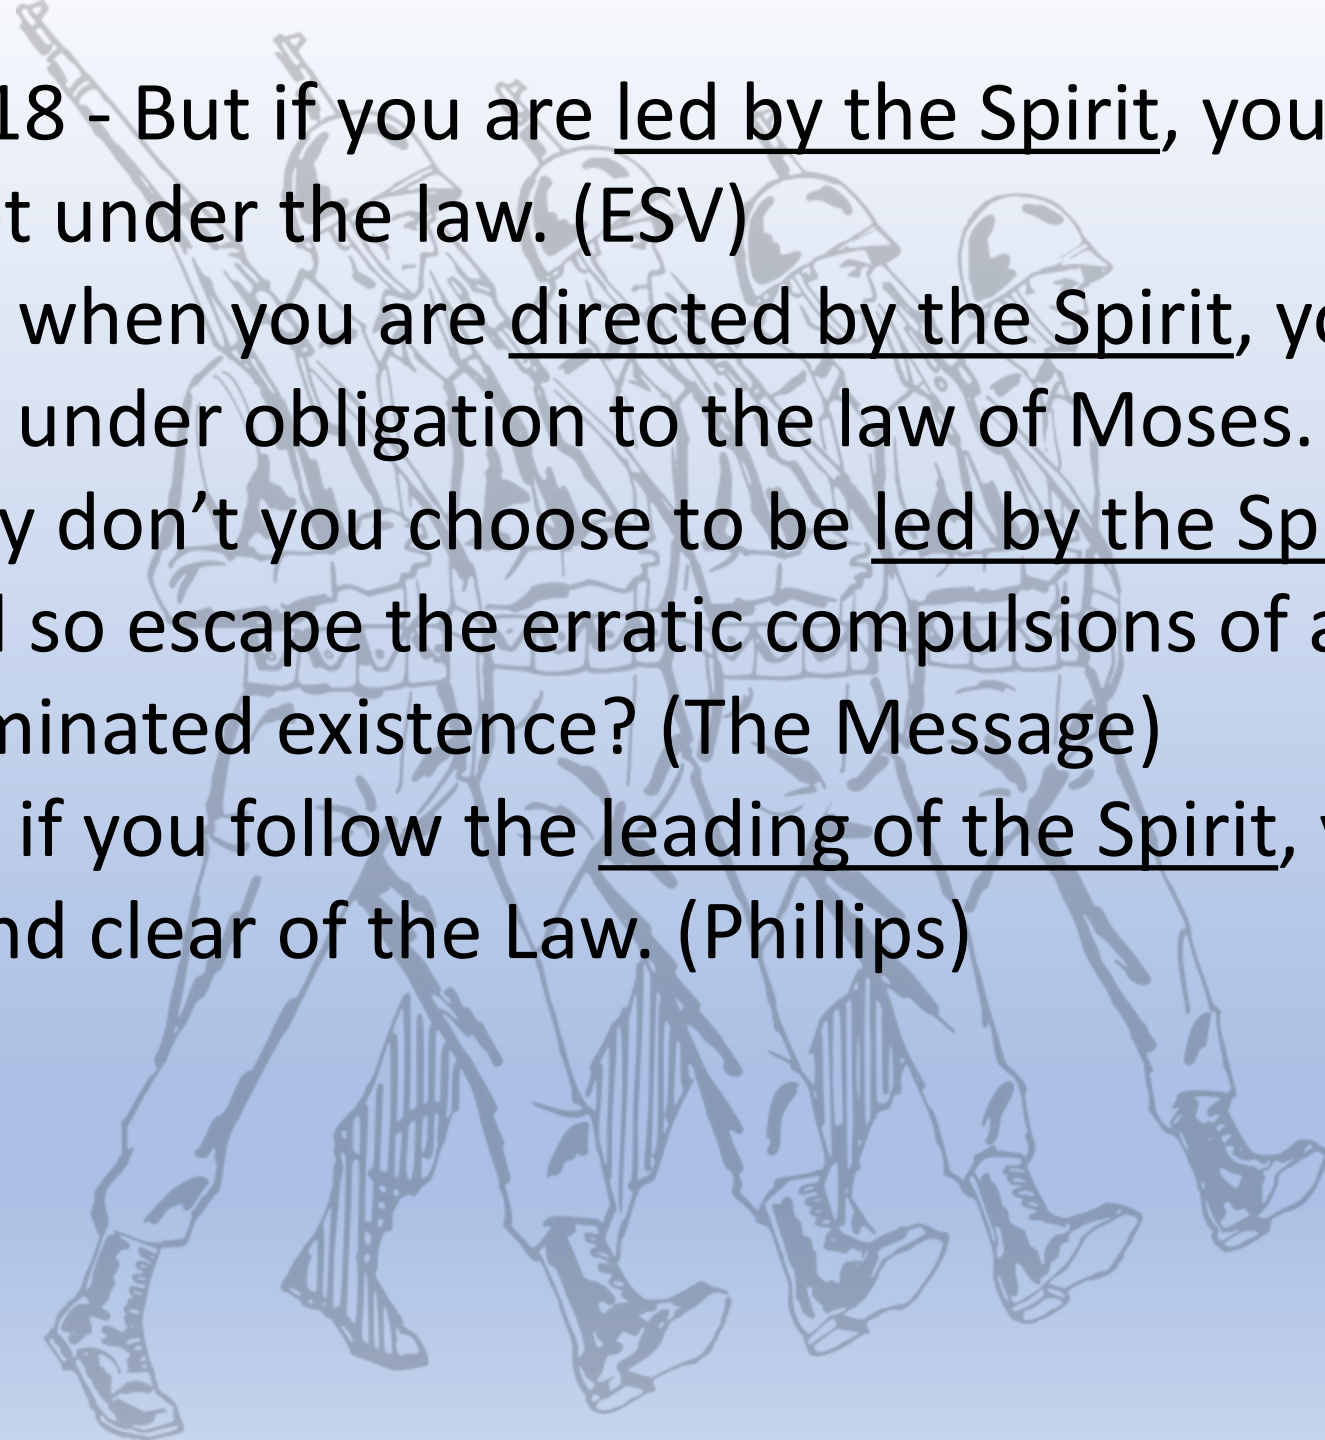 18 - But if you are led by the Spirit, you
t under the law. (ESV)
when you are directed by the Spirit, yo
under obligation to the law of Moses.
y don’t you choose to be led by the Sp
l so escape the erratic compulsions of a
minated existence? (The Message)
if you follow the leading of the Spirit, y
nd clear of the Law. (Phillips)